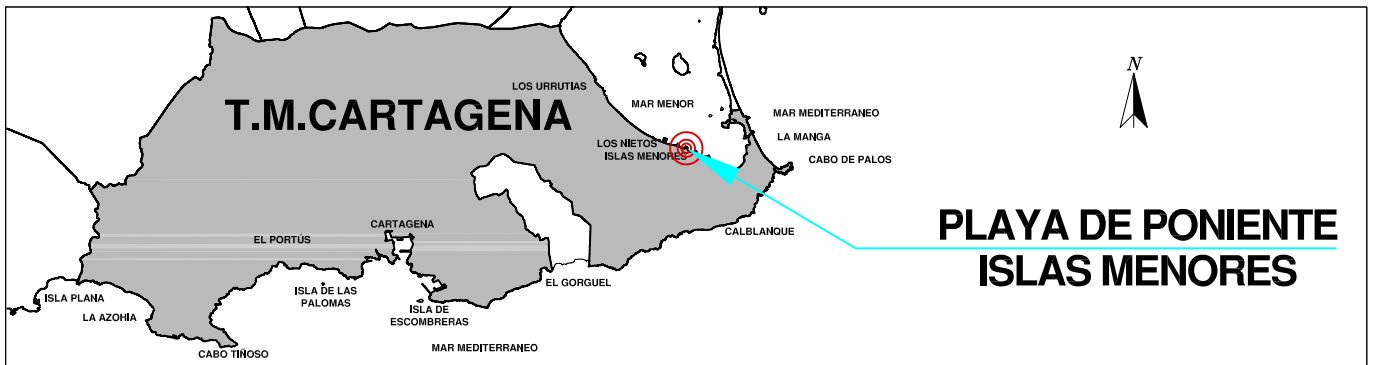 LOS URRUTIAS
T.M.CARTAGENA
MAR MENOR
N
MAR MEDITERRANEO
LA MANGA
LOS NIETOS
ISLAS MENORES
CABO DE PALOS
PLAYA DE PONIENTE
ISLAS MENORES
CARTAGENA
EL PORTÚS
CALBLANQUE
EL GORGUEL
ISLA PLANA
LA AZOHÍA
ISLA DE LAS
PALOMAS
ISLA DE
ESCOMBRERAS
CABO TIÑOSO
MAR MEDITERRANEO